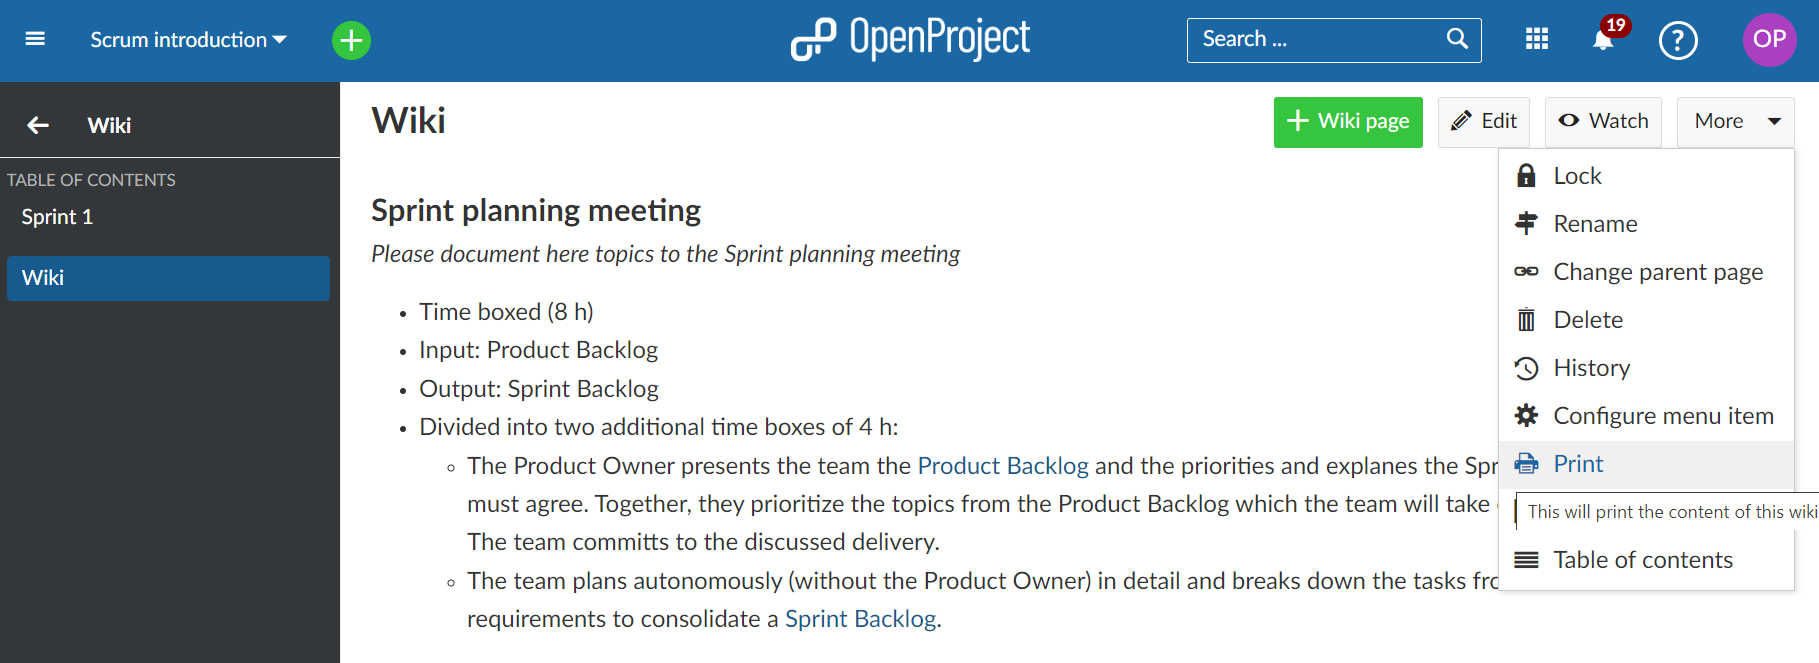 Scrum introduction
OpenProject
Search ...
19
?
OP
Wiki
TABLE OF CONTENTS
Sprint 1
Wiki
Wiki
Wiki page
Edit
Watch
More
Lock
Rename
Change parent page
Delete
History
Configure menu item
Print
This will print the content of this wiki
Table of contents
Sprint planning meeting
Please document here topics to the Sprint planning meeting
• Time boxed (8 h)
• Input: Product Backlog
• Output: Sprint Backlog
• Divided into two additional time boxes of 4 h:
◦ The Product Owner presents the team the Product Backlog and the priorities and explanes the Spr
must agree. Together, they prioritize the topics from the Product Backlog which the team will take
The team committs to the discussed delivery.
◦ The team plans autonomously (without the Product Owner) in detail and breaks down the tasks fro
requirements to consolidate a Sprint Backlog.